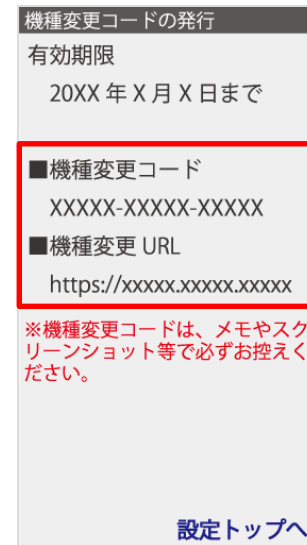 機種変更コードの発行
有効期限
20XX 年 X 月 X 日まで
■機種変更コード
XXXXX-XXXXX-XXXXX
■機種変更 URL
https://xxxxx.xxxxx.xxxxx
※機種変更コードは、メモやスク
リーンショット等で必ずお控えく
ださい。
設定トップへ